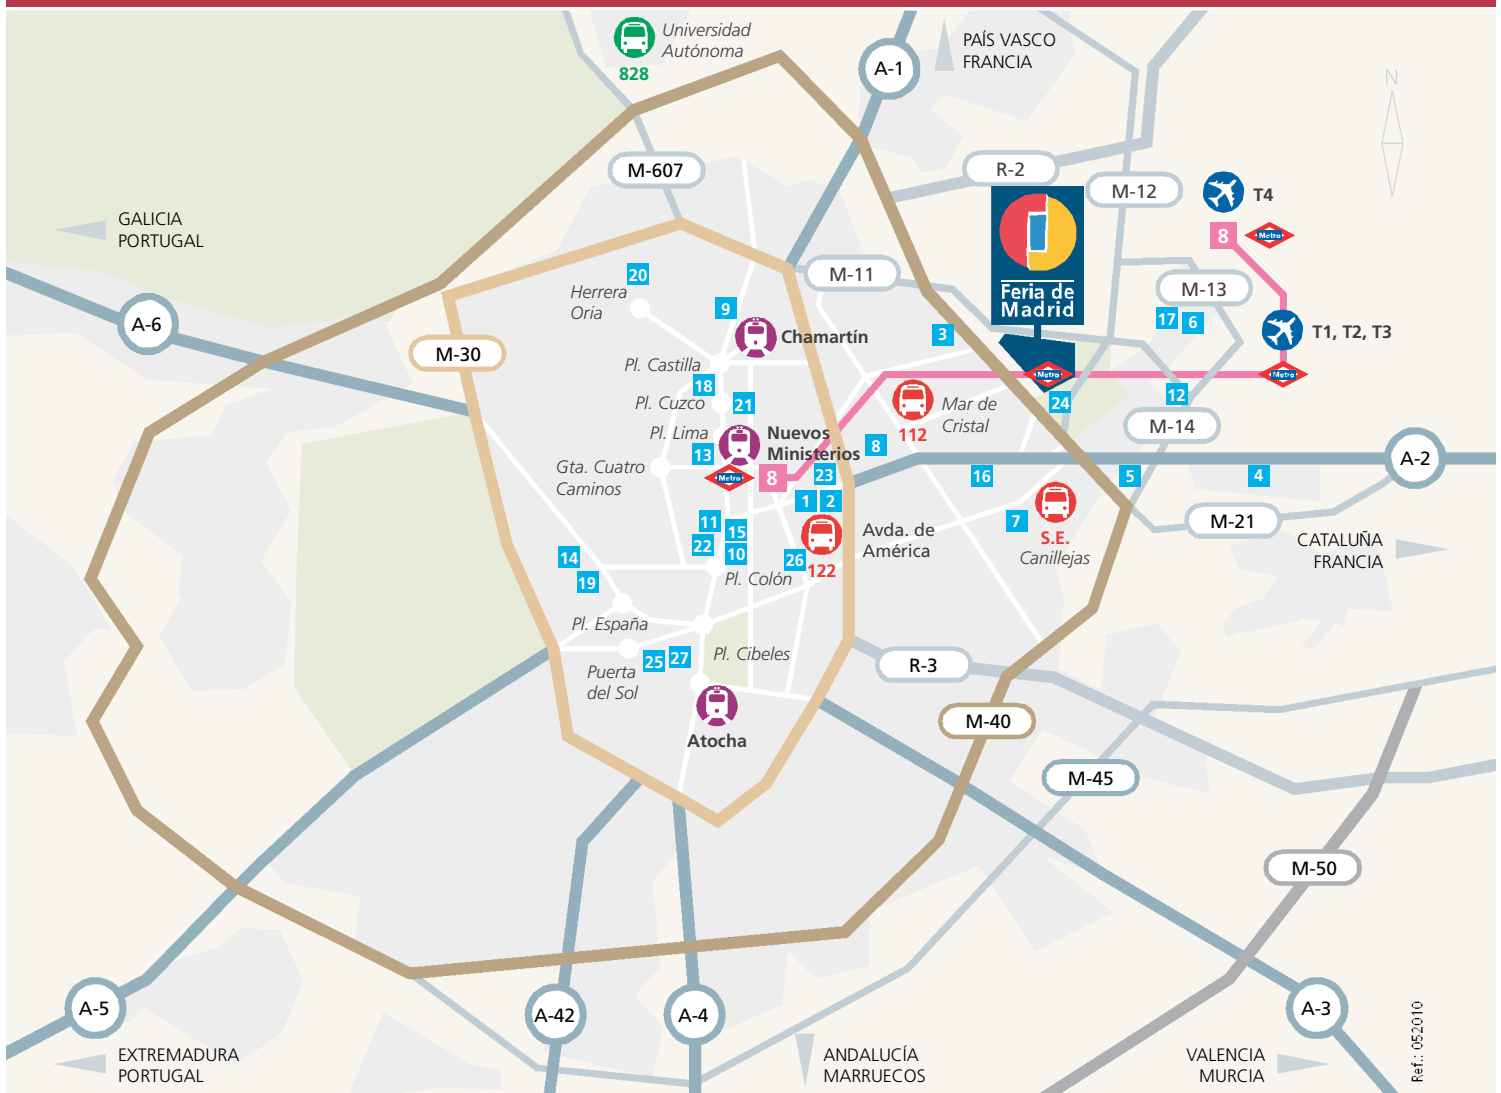 Universidad
Autónoma
828
PAÍS VASCO
FRANCIA
A-1
N
M-607
R-2
M-12
T4
8
Metro
GALICIA
PORTUGAL
M-11
M-13
Feria de
Madrid
20
Herrera
Oria
9
17
6
T1, T2, T3
A-6
3
Chamartín
M-30
Pl. Castilla
Metro
Metro
18
12
Pl. Cuzco
21
24
Mar de
Cristal
112
M-14
Pl. Lima
Nuevos
Ministerios
13
8
A-2
Gta. Cuatro
Caminos
Metro
8
23
16
5
4
1
2
11
15
7
M-21
22
10
Avda. de
América
S.E.
Canillejas
CATALUÑA
FRANCIA
14
26
122
19
Pl. Colón
Pl. España
Pl. Cibeles
25
27
R-3
Puerta
del Sol
M-40
Atocha
M-45
M-50
A-5
A-42
A-4
A-3
EXTREMADURA
PORTUGAL
ANDALUCÍA
MARRUECOS
VALENCIA
MURCIA
Ref.: 052010